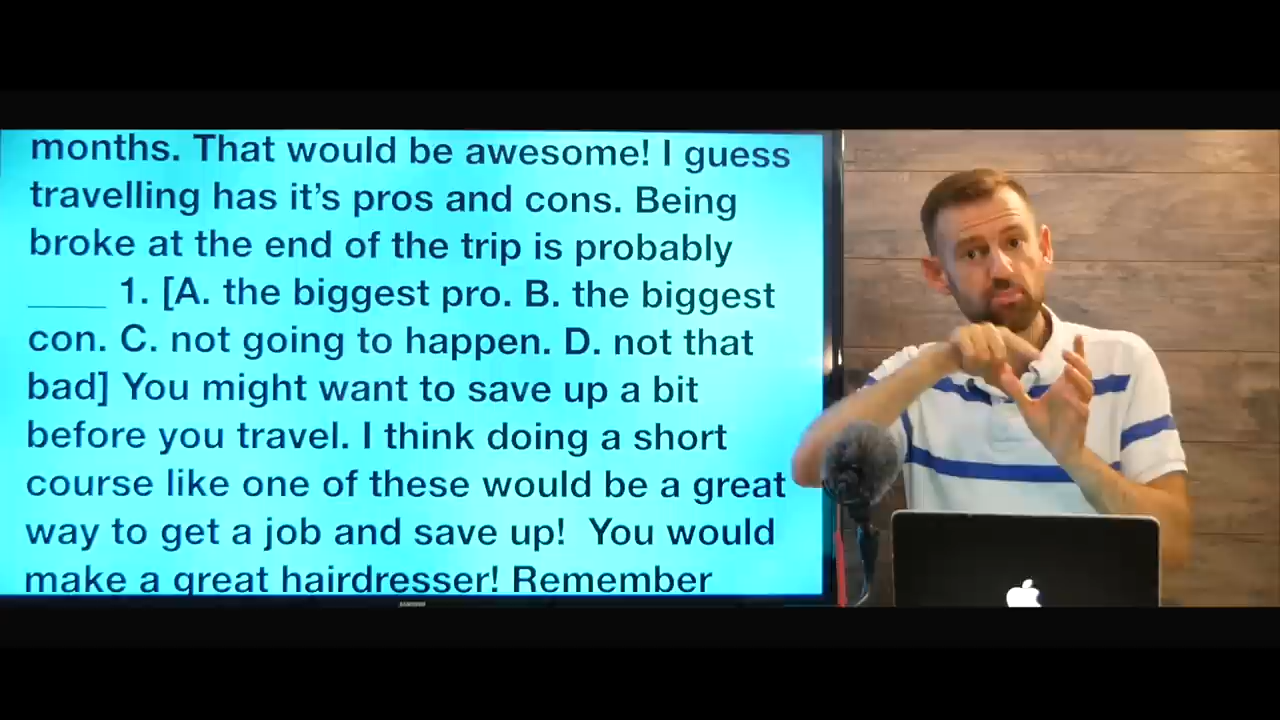 months. That would be awesome! I guess
travelling has it's pros and cons. Being
broke at the end of the trip is probably
____ 1. [A. the biggest pro. B. the biggest
con. C. not going to happen. D. not that
bad] You might want to save up a bit
before you travel. I think doing a short
course like one of these would be a great
way to get a job and save up! You would
make a great hairdresser! Remember
SAMSUNG